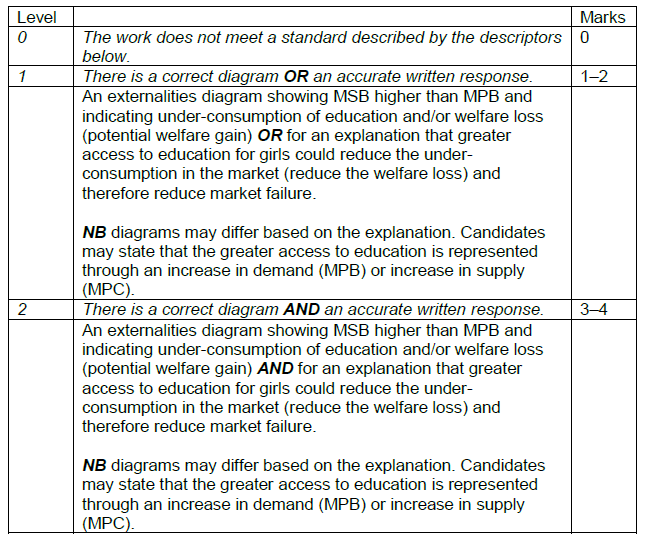 Level Marks
0 The work does not meet a standard described by the descriptors 0
below.
1 There is a correct diagram OR an accurate written response. 1–2
An externalities diagram showing MSB higher than MPB and
indicating under-consumption of education and/or welfare loss
(potential welfare gain) OR for an explanation that greater
access to education for girls could reduce the under-
consumption in the market (reduce the welfare loss) and
therefore reduce market failure.
NB diagrams may differ based on the explanation. Candidates
may state that the greater access to education is represented
through an increase in demand (MPB) or increase in supply
(MPC).
2 There is a correct diagram AND an accurate written response. 3–4
An externalities diagram showing MSB higher than MPB and
indicating under-consumption of education and/or welfare loss
(potential welfare gain) AND for an explanation that greater
access to education for girls could reduce the under-
consumption in the market (reduce the welfare loss) and
therefore reduce market failure.
NB diagrams may differ based on the explanation. Candidates
may state that the greater access to education is represented
through an increase in demand (MPB) or increase in supply
(MPC).